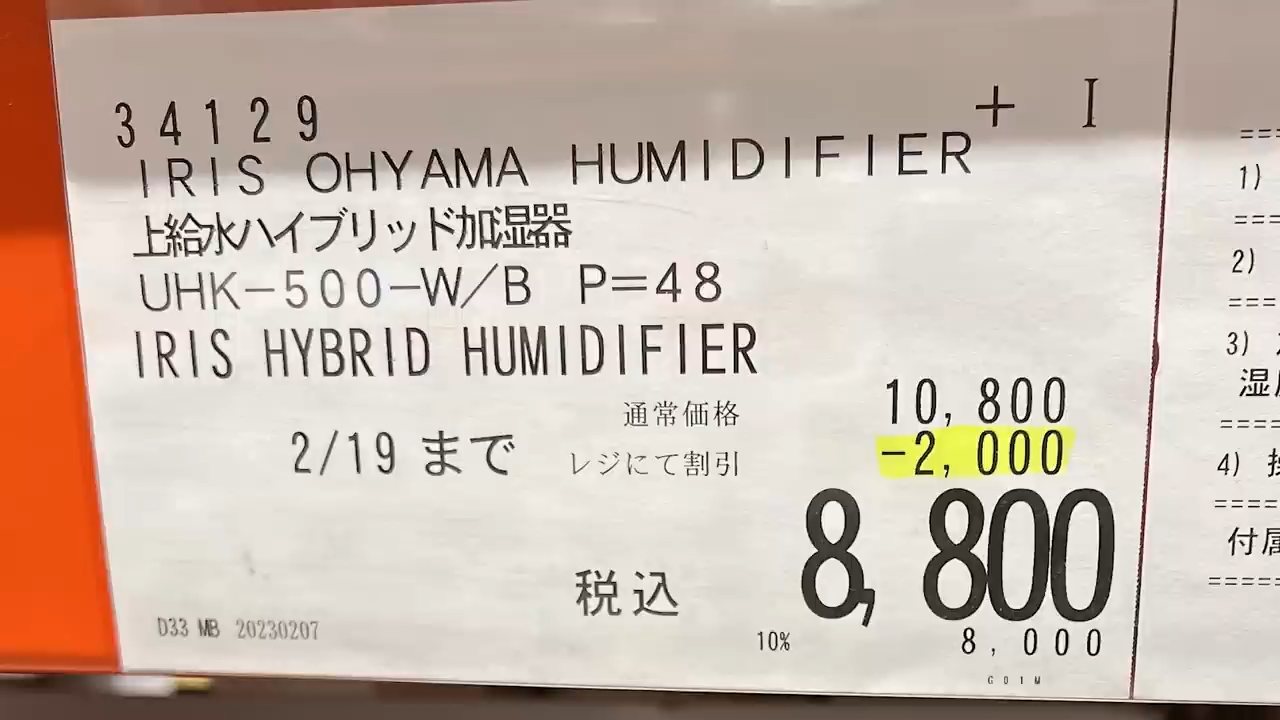 34129
+ I
IRIS OHYAMA HUMIDIFIER
上給水ハイブリッド加湿器
UHK-500-W/B P=48
IRIS HYBRID HUMIDIFIER
通常価格 10,800
2/19 まで レジにて割引 -2,000
8,800
税込
10% 8,000
D33 MB 20230207
G01M
===
1)
===
2)
===
3)
====
4)
====
付属
=====